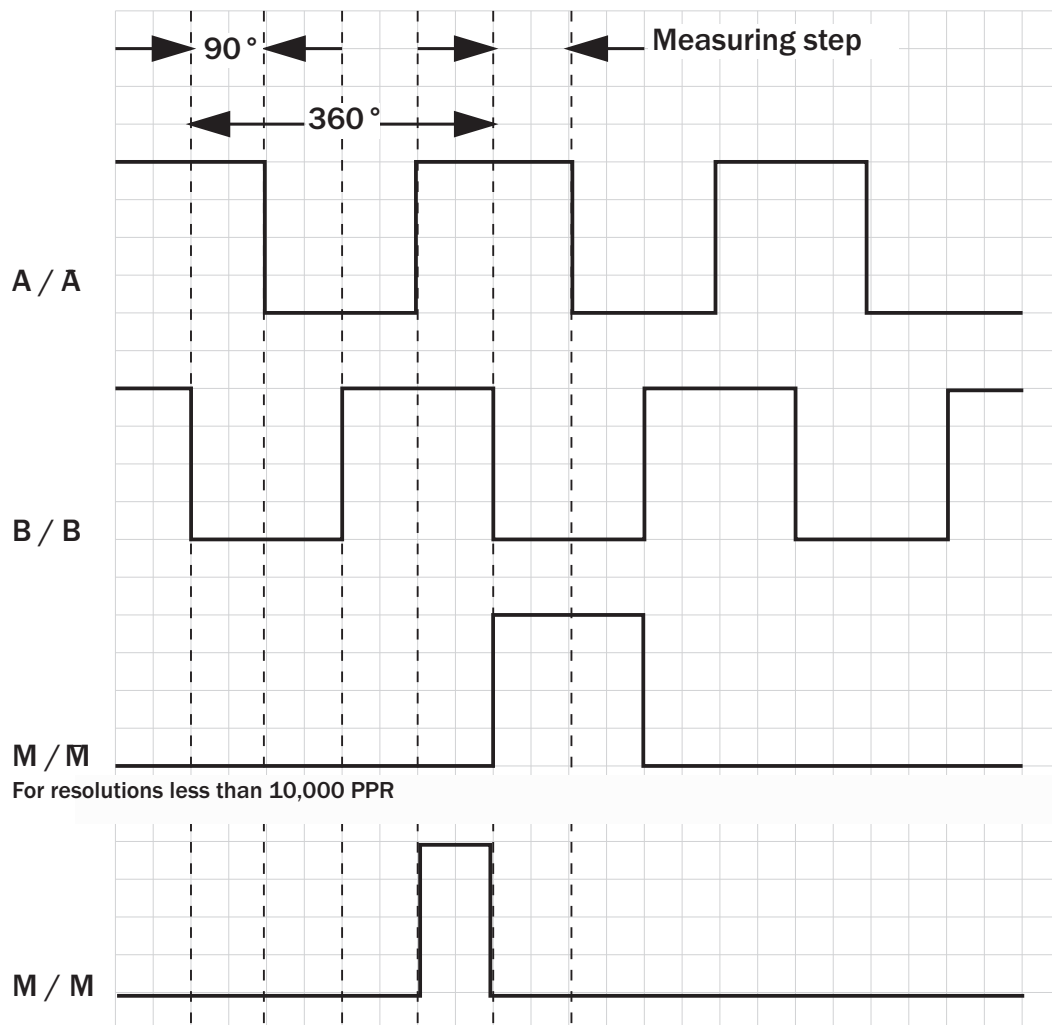 90°
Measuring step
360°
A / Ā
B / B
M / M̅
For resolutions less than 10,000 PPR
M / M